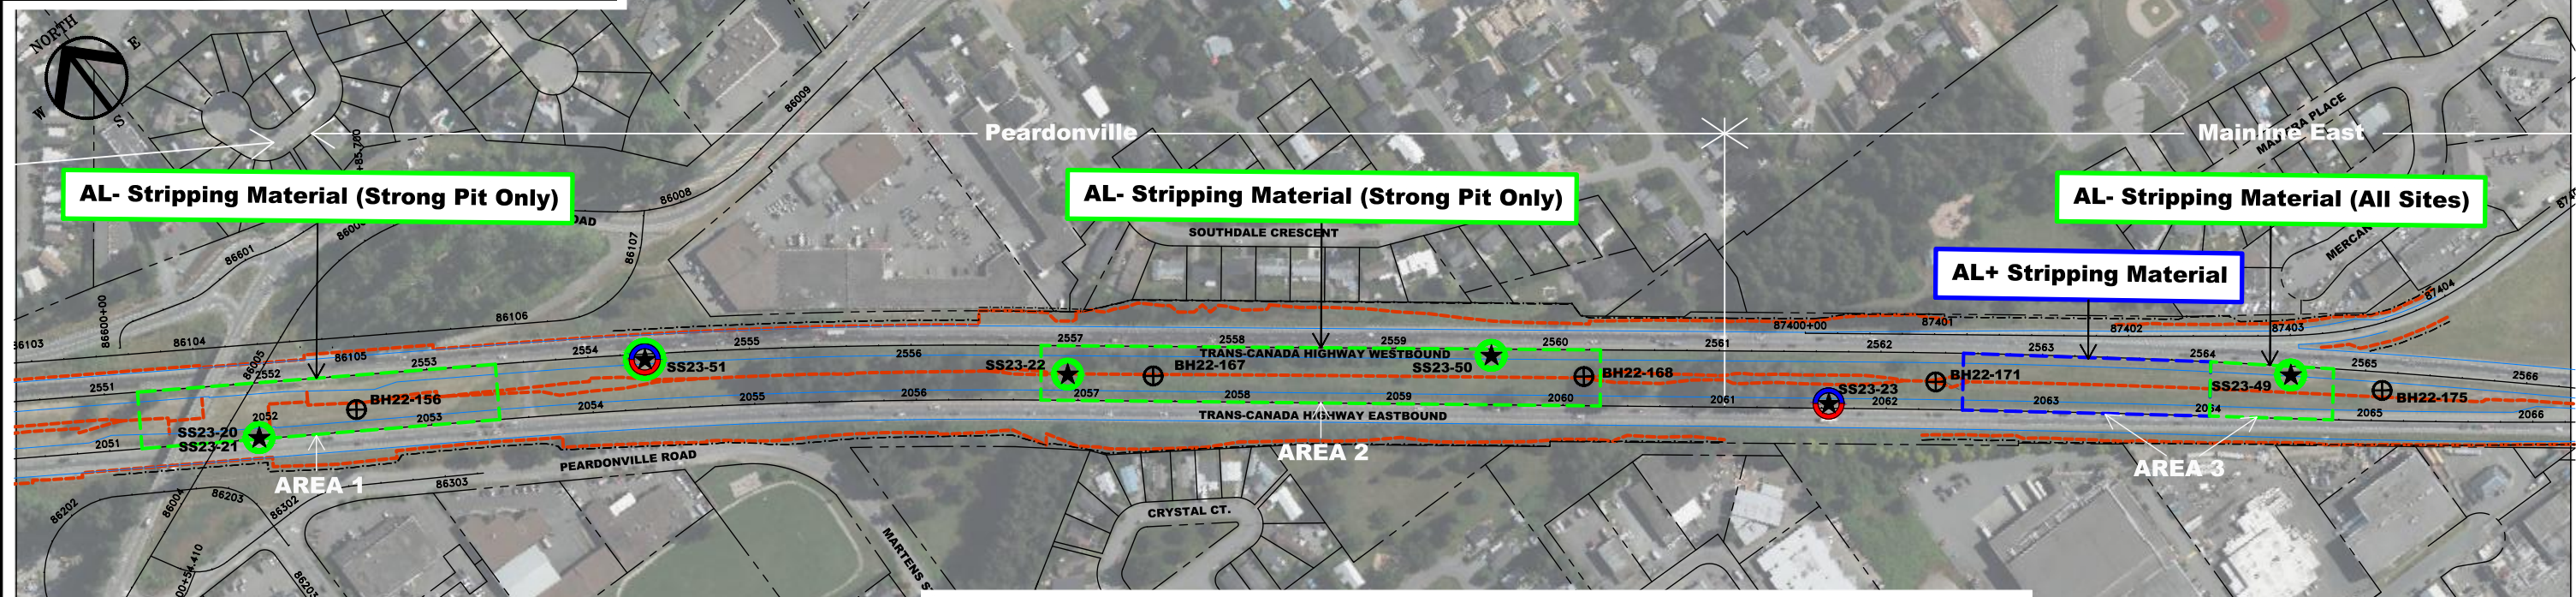 NORTH
E
W
S
Peardonville
Mainline East
MAJORA PLACE
AL- Stripping Material (Strong Pit Only)
AL- Stripping Material (Strong Pit Only)
AL- Stripping Material (All Sites)
AL+ Stripping Material
86009
86008
86107
86601
86600+00
SOUTHDALE CRESCENT
86103
86104
86105
86106
86005
87400+00
87401
87402
87403
87404
2551
2552
2553
2554
2555
2556
2557
2558
2559
2560
2561
2562
2563
2564
2565
2566
TRANS-CANADA HIGHWAY WESTBOUND
SS23-51
SS23-22
BH22-167
SS23-50
BH22-168
BH22-171
SS23-23
SS23-49
BH22-175
BH22-156
SS23-20
SS23-21
2051
2052
2053
2054
2055
2056
2057
2058
2059
2060
2061
2062
2063
2064
2065
2066
TRANS-CANADA HIGHWAY EASTBOUND
AREA 1
AREA 2
AREA 3
PEARDONVILLE ROAD
86202
86203
86004
86302
86303
86203
CRYSTAL CT.
MARTENS